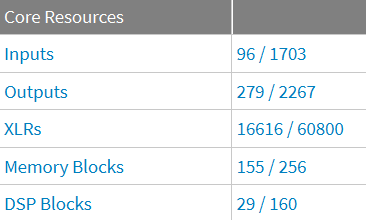 Core Resources
Inputs 96 / 1703
Outputs 279 / 2267
XLRs 16616 / 60800
Memory Blocks 155 / 256
DSP Blocks 29 / 160